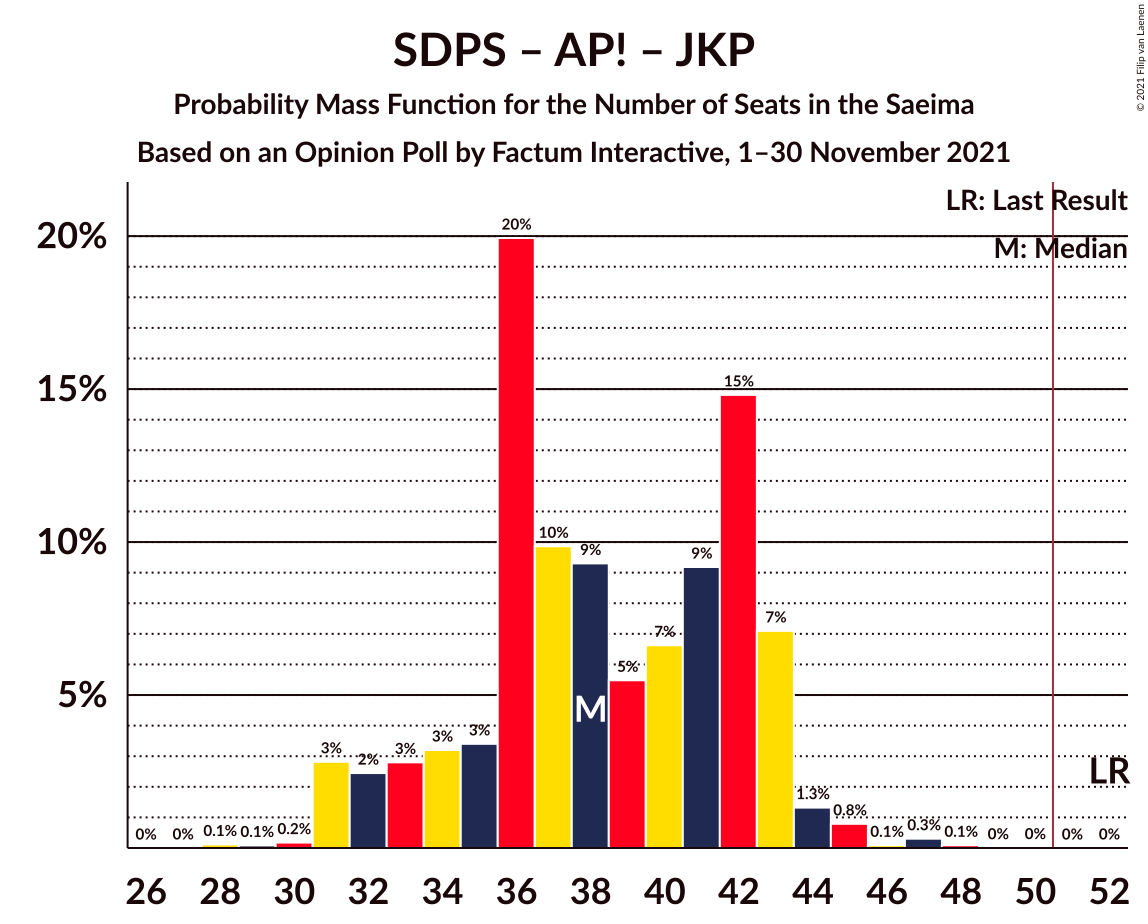 SDPS – AP! – JKP
Probability Mass Function for the Number of Seats in the Saeima
Based on an Opinion Poll by Factum Interactive, 1–30 November 2021
© 2021 Filip van Laenen
LR: Last Result
M: Median
20%
15%
10%
5%
0% 0% 0.1% 0.1% 0.2% 3% 2% 3% 3% 3% 20% 10% 9% 5% 7% 9% 15% 7% 1.3% 0.8% 0.1% 0.3% 0.1% 0% 0% 0% 0%
M
LR
26 28 30 32 34 36 38 40 42 44 46 48 50 52